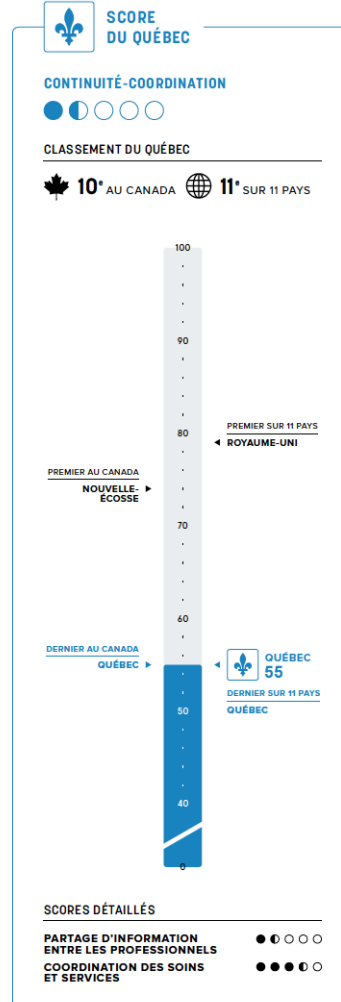 SCORE
DU QUÉBEC
CONTINUITÉ-COORDINATION
CLASSEMENT DU QUÉBEC
10e AU CANADA 11e SUR 11 PAYS
100
90
PREMIER SUR 11 PAYS
80
ROYAUME-UNI
PREMIER AU CANADA
NOUVELLE-
ÉCOSSE
70
60
DERNIER AU CANADA
QUÉBEC
QUÉBEC
55
DERNIER SUR 11 PAYS
QUÉBEC
50
40
0
SCORES DÉTAILLÉS
PARTAGE D'INFORMATION
ENTRE LES PROFESSIONNELS
COORDINATION DES SOINS
ET SERVICES